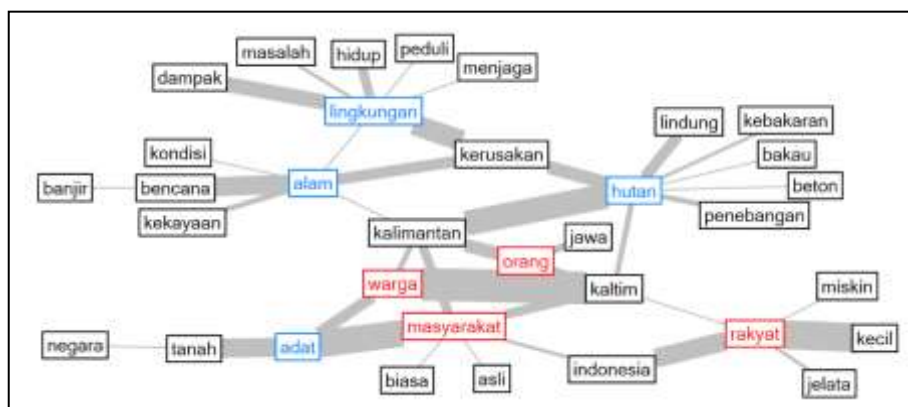 masalah
hidup
peduli
menjaga
dampak
lingkungan
lindung
kebakaran
kondisi
kerusakan
bakau
banjir
bencana
alam
hutan
beton
kekayaan
penebangan
kalimantan
jawa
orang
warga
kaltim
miskin
masyarakat
rakyat
kecil
negara
tanah
adat
biasa
asli
indonesia
jelata